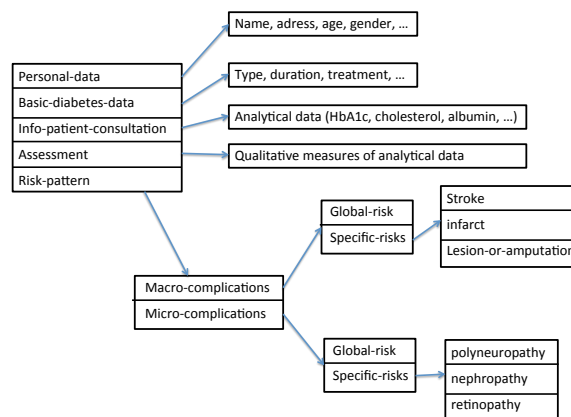 Name, adress, age, gender, ...
Personal-data
Basic-diabetes-data
Info-patient-consultation
Assessment
Risk-pattern
Type, duration, treatment, ...
Analytical data (HbA1c, cholesterol, albumin, ...)
Qualitative measures of analytical data
Macro-complications
Micro-complications
Global-risk
Specific-risks
Stroke
infarct
Lesion-or-amputation
Global-risk
Specific-risks
polyneuropathy
nephropathy
retinopathy